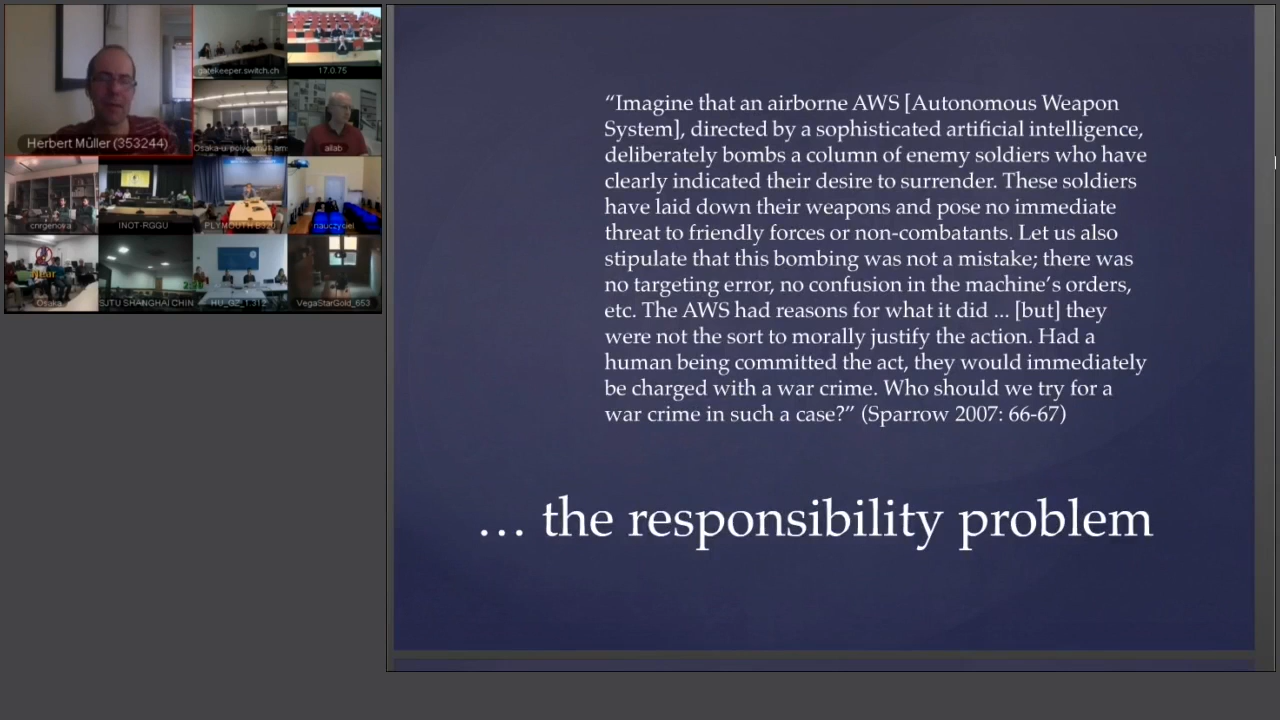 Herbert Müller (353244)
gatekeeper.switch.ch
17.0.75
Osaka-u-polycom01.am
ailab
cnrgenova
INOT-RGGU
PLYMOUTH B320
nauczyciel
Osaka
SJTU SHANGHAI CHIN
HU_GZ_1.312
VegaStarGold_653
“Imagine that an airborne AWS [Autonomous Weapon
System], directed by a sophisticated artificial intelligence,
deliberately bombs a column of enemy soldiers who have
clearly indicated their desire to surrender. These soldiers
have laid down their weapons and pose no immediate
threat to friendly forces or non-combatants. Let us also
stipulate that this bombing was not a mistake; there was
no targeting error, no confusion in the machine’s orders,
etc. The AWS had reasons for what it did ... [but] they
were not the sort to morally justify the action. Had a
human being committed the act, they would immediately
be charged with a war crime. Who should we try for a
war crime in such a case?” (Sparrow 2007: 66-67)
… the responsibility problem